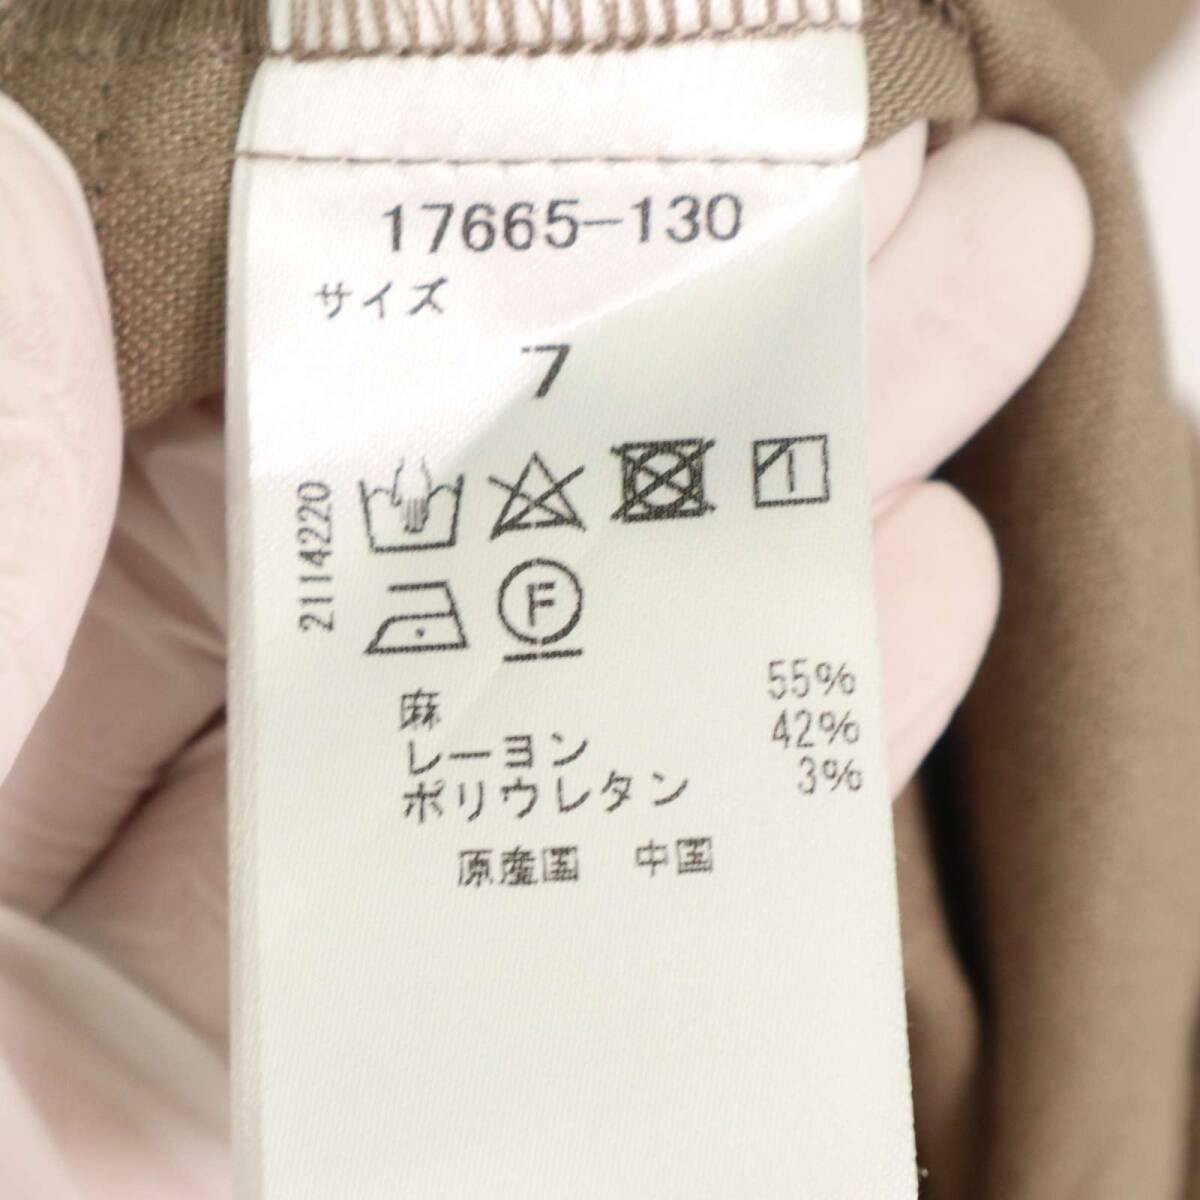 17665-130
サイズ
7
2114220
F
麻 55%
レーヨン 42%
ポリウレタン 3%
原産国 中国